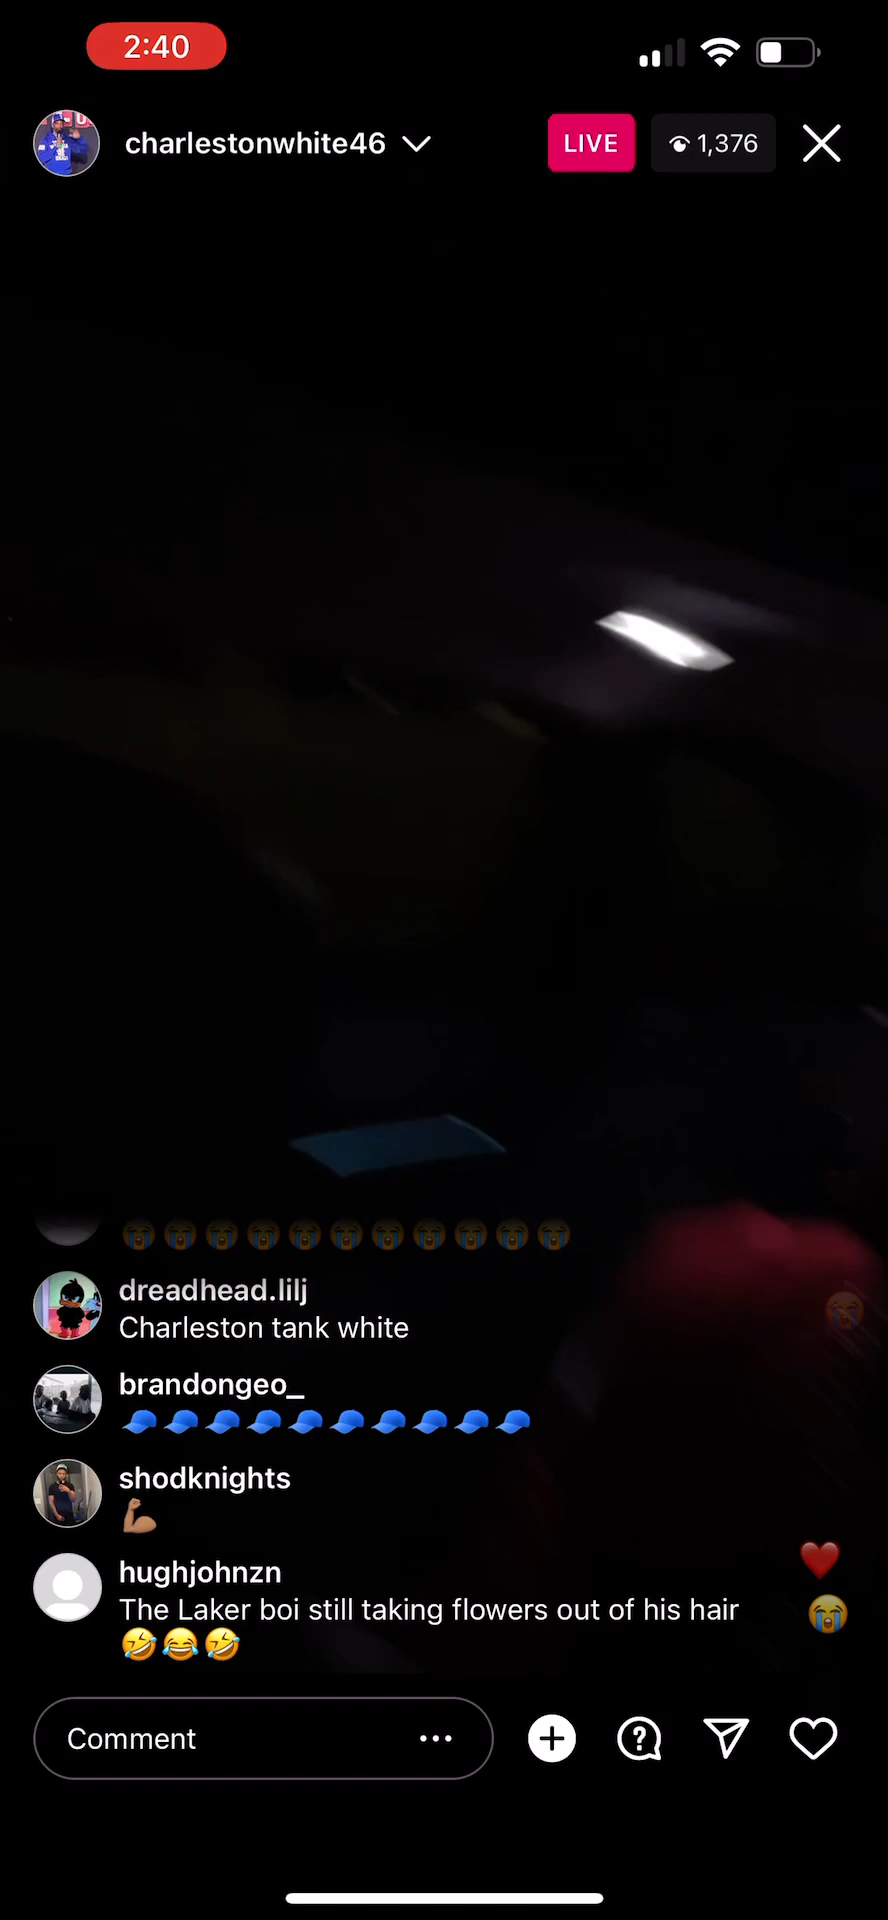 2:40
charlestonwhite46
LIVE
1,376
dreadhead.lilj
Charleston tank white
brandongeo_
shodknights
hughjohnzn
The Laker boi still taking flowers out of his hair
Comment